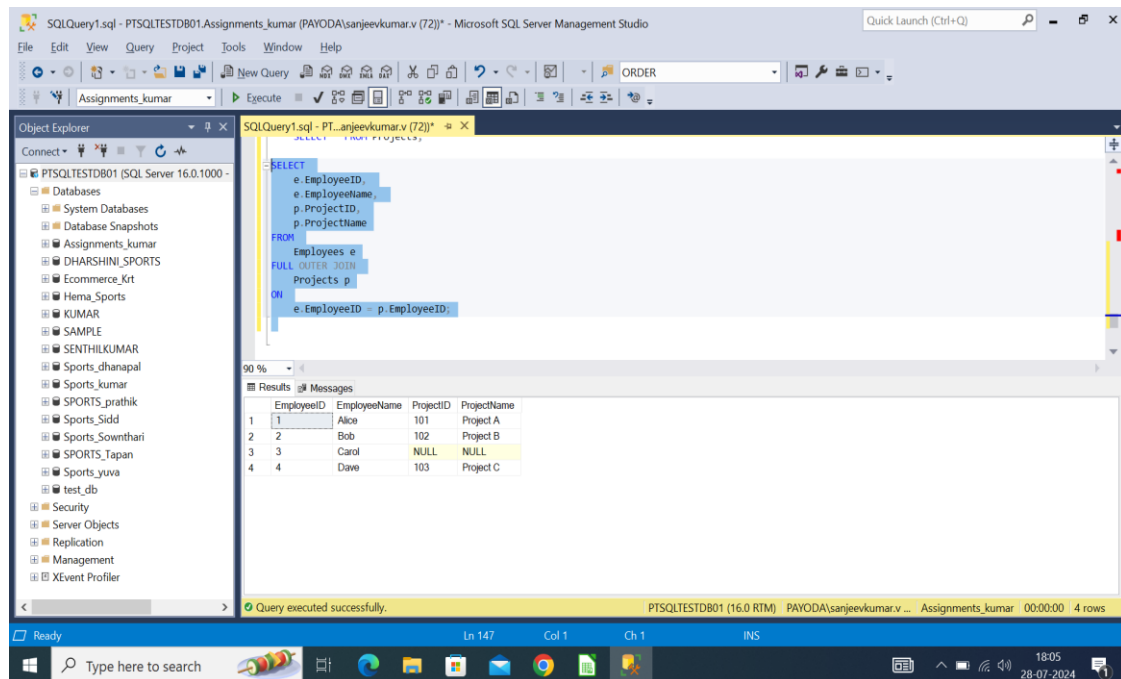 SQLQuery1.sql - PTSQLTESTDB01.Assignments_kumar (PAYODA\sanjeevkumar.v (72))* - Microsoft SQL Server Management Studio
Quick Launch (Ctrl+Q)
File Edit View Query Project Tools Window Help
New Query
ORDER
Assignments_kumar
Execute
Object Explorer
Connect
PTSQLTESTDB01 (SQL Server 16.0.1000 -
Databases
System Databases
Database Snapshots
Assignments_kumar
DHARSHINI_SPORTS
Ecommerce_Krt
Hema_Sports
KUMAR
SAMPLE
SENTHILKUMAR
Sports_dhanapal
Sports_kumar
SPORTS_prathik
Sports_Sidd
Sports_Sownthari
SPORTS_Tapan
Sports_yuva
test_db
Security
Server Objects
Replication
Management
XEvent Profiler
SQLQuery1.sql - PT...anjeevkumar.v (72))*
SELECT * FROM Projects;
SELECT
e.EmployeeID,
e.EmployeeName,
p.ProjectID,
p.ProjectName
FROM
Employees e
FULL OUTER JOIN
Projects p
ON
e.EmployeeID = p.EmployeeID;
90 %
Results Messages
EmployeeID EmployeeName ProjectID ProjectName
1 1 Alice 101 Project A
2 2 Bob 102 Project B
3 3 Carol NULL NULL
4 4 Dave 103 Project C
Query executed successfully.
PTSQLTESTDB01 (16.0 RTM) PAYODA\sanjeevkumar.v ... Assignments_kumar 00:00:00 4 rows
Ready Ln 147 Col 1 Ch 1 INS
Type here to search
18:05
28-07-2024
1